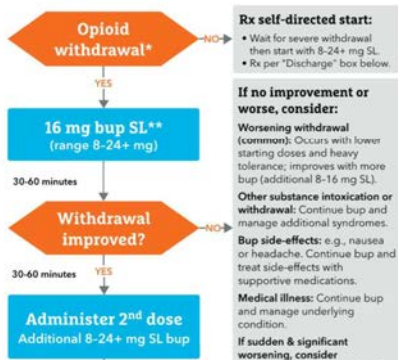 Opioid
withdrawal*
NO
YES
16 mg bup SL**
(range 8-24+ mg)
30-60 minutes
Withdrawal
improved?
NO
30-60 minutes
YES
Administer 2nd dose
Additional 8-24+ mg SL bup
Rx self-directed start:
• Wait for severe withdrawal
then start with 8-24+ mg SL.
• Rx per "Discharge" box below.
If no improvement or
worse, consider:
Worsening withdrawal
(common): Occurs with lower
starting doses and heavy
tolerance; improves with more
bup (additional 8-16 mg SL).
Other substance intoxication or
withdrawal: Continue bup and
manage additional syndromes.
Bup side-effects: e.g., nausea
or headache. Continue bup and
treat side-effects with
supportive medications.
Medical illness: Continue bup
and manage underlying
condition.
If sudden & significant
worsening, consider